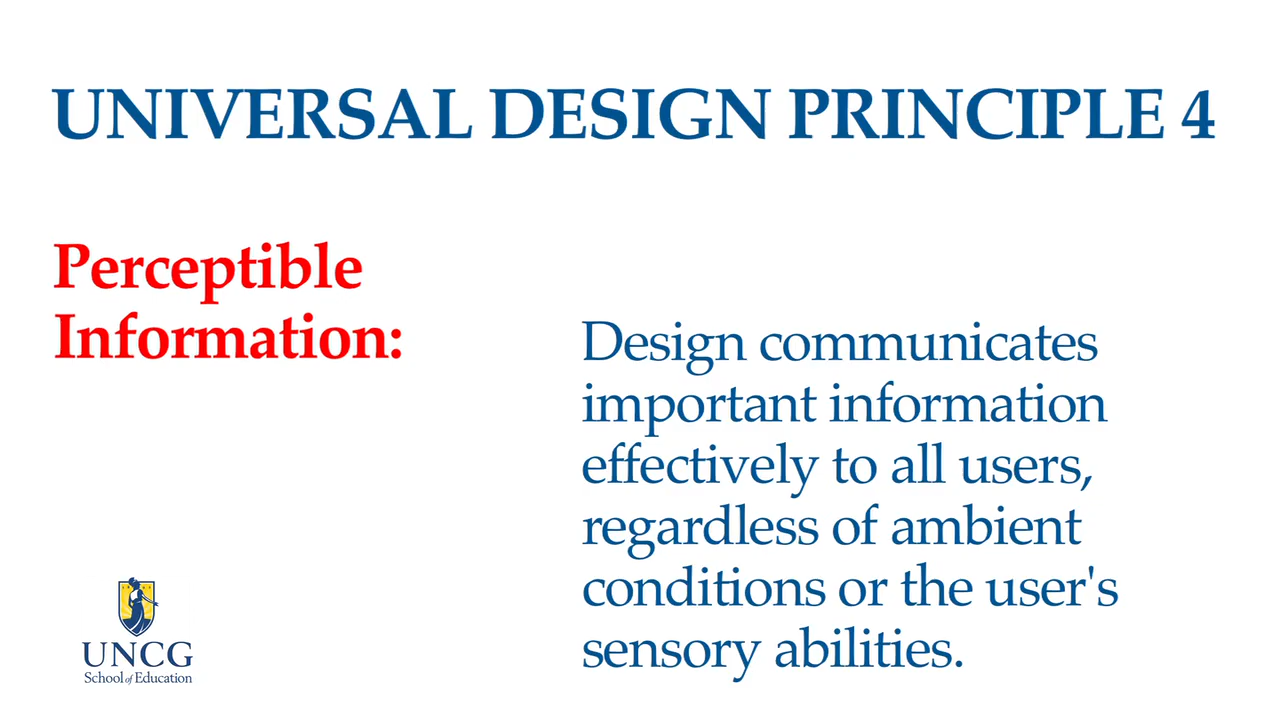 UNIVERSAL DESIGN PRINCIPLE 4
Perceptible
Information:
Design communicates
important information
effectively to all users,
regardless of ambient
conditions or the user's
sensory abilities.
UNCG
School of Education